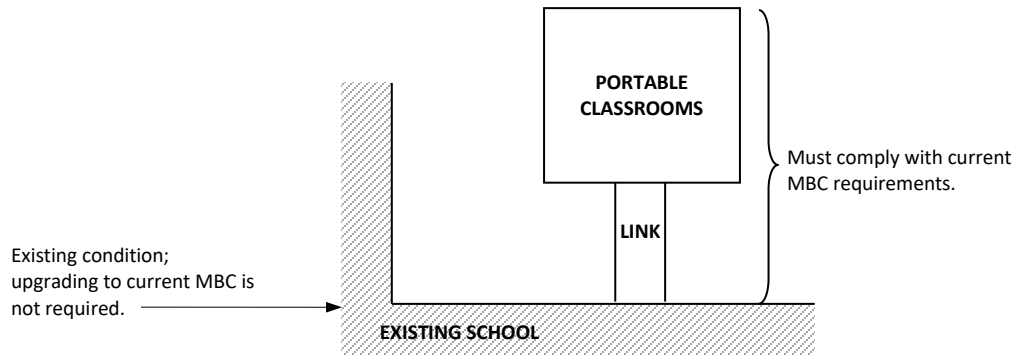 PORTABLE
CLASSROOMS
Must comply with current
MBC requirements.
LINK
Existing condition;
upgrading to current MBC is
not required.
EXISTING SCHOOL